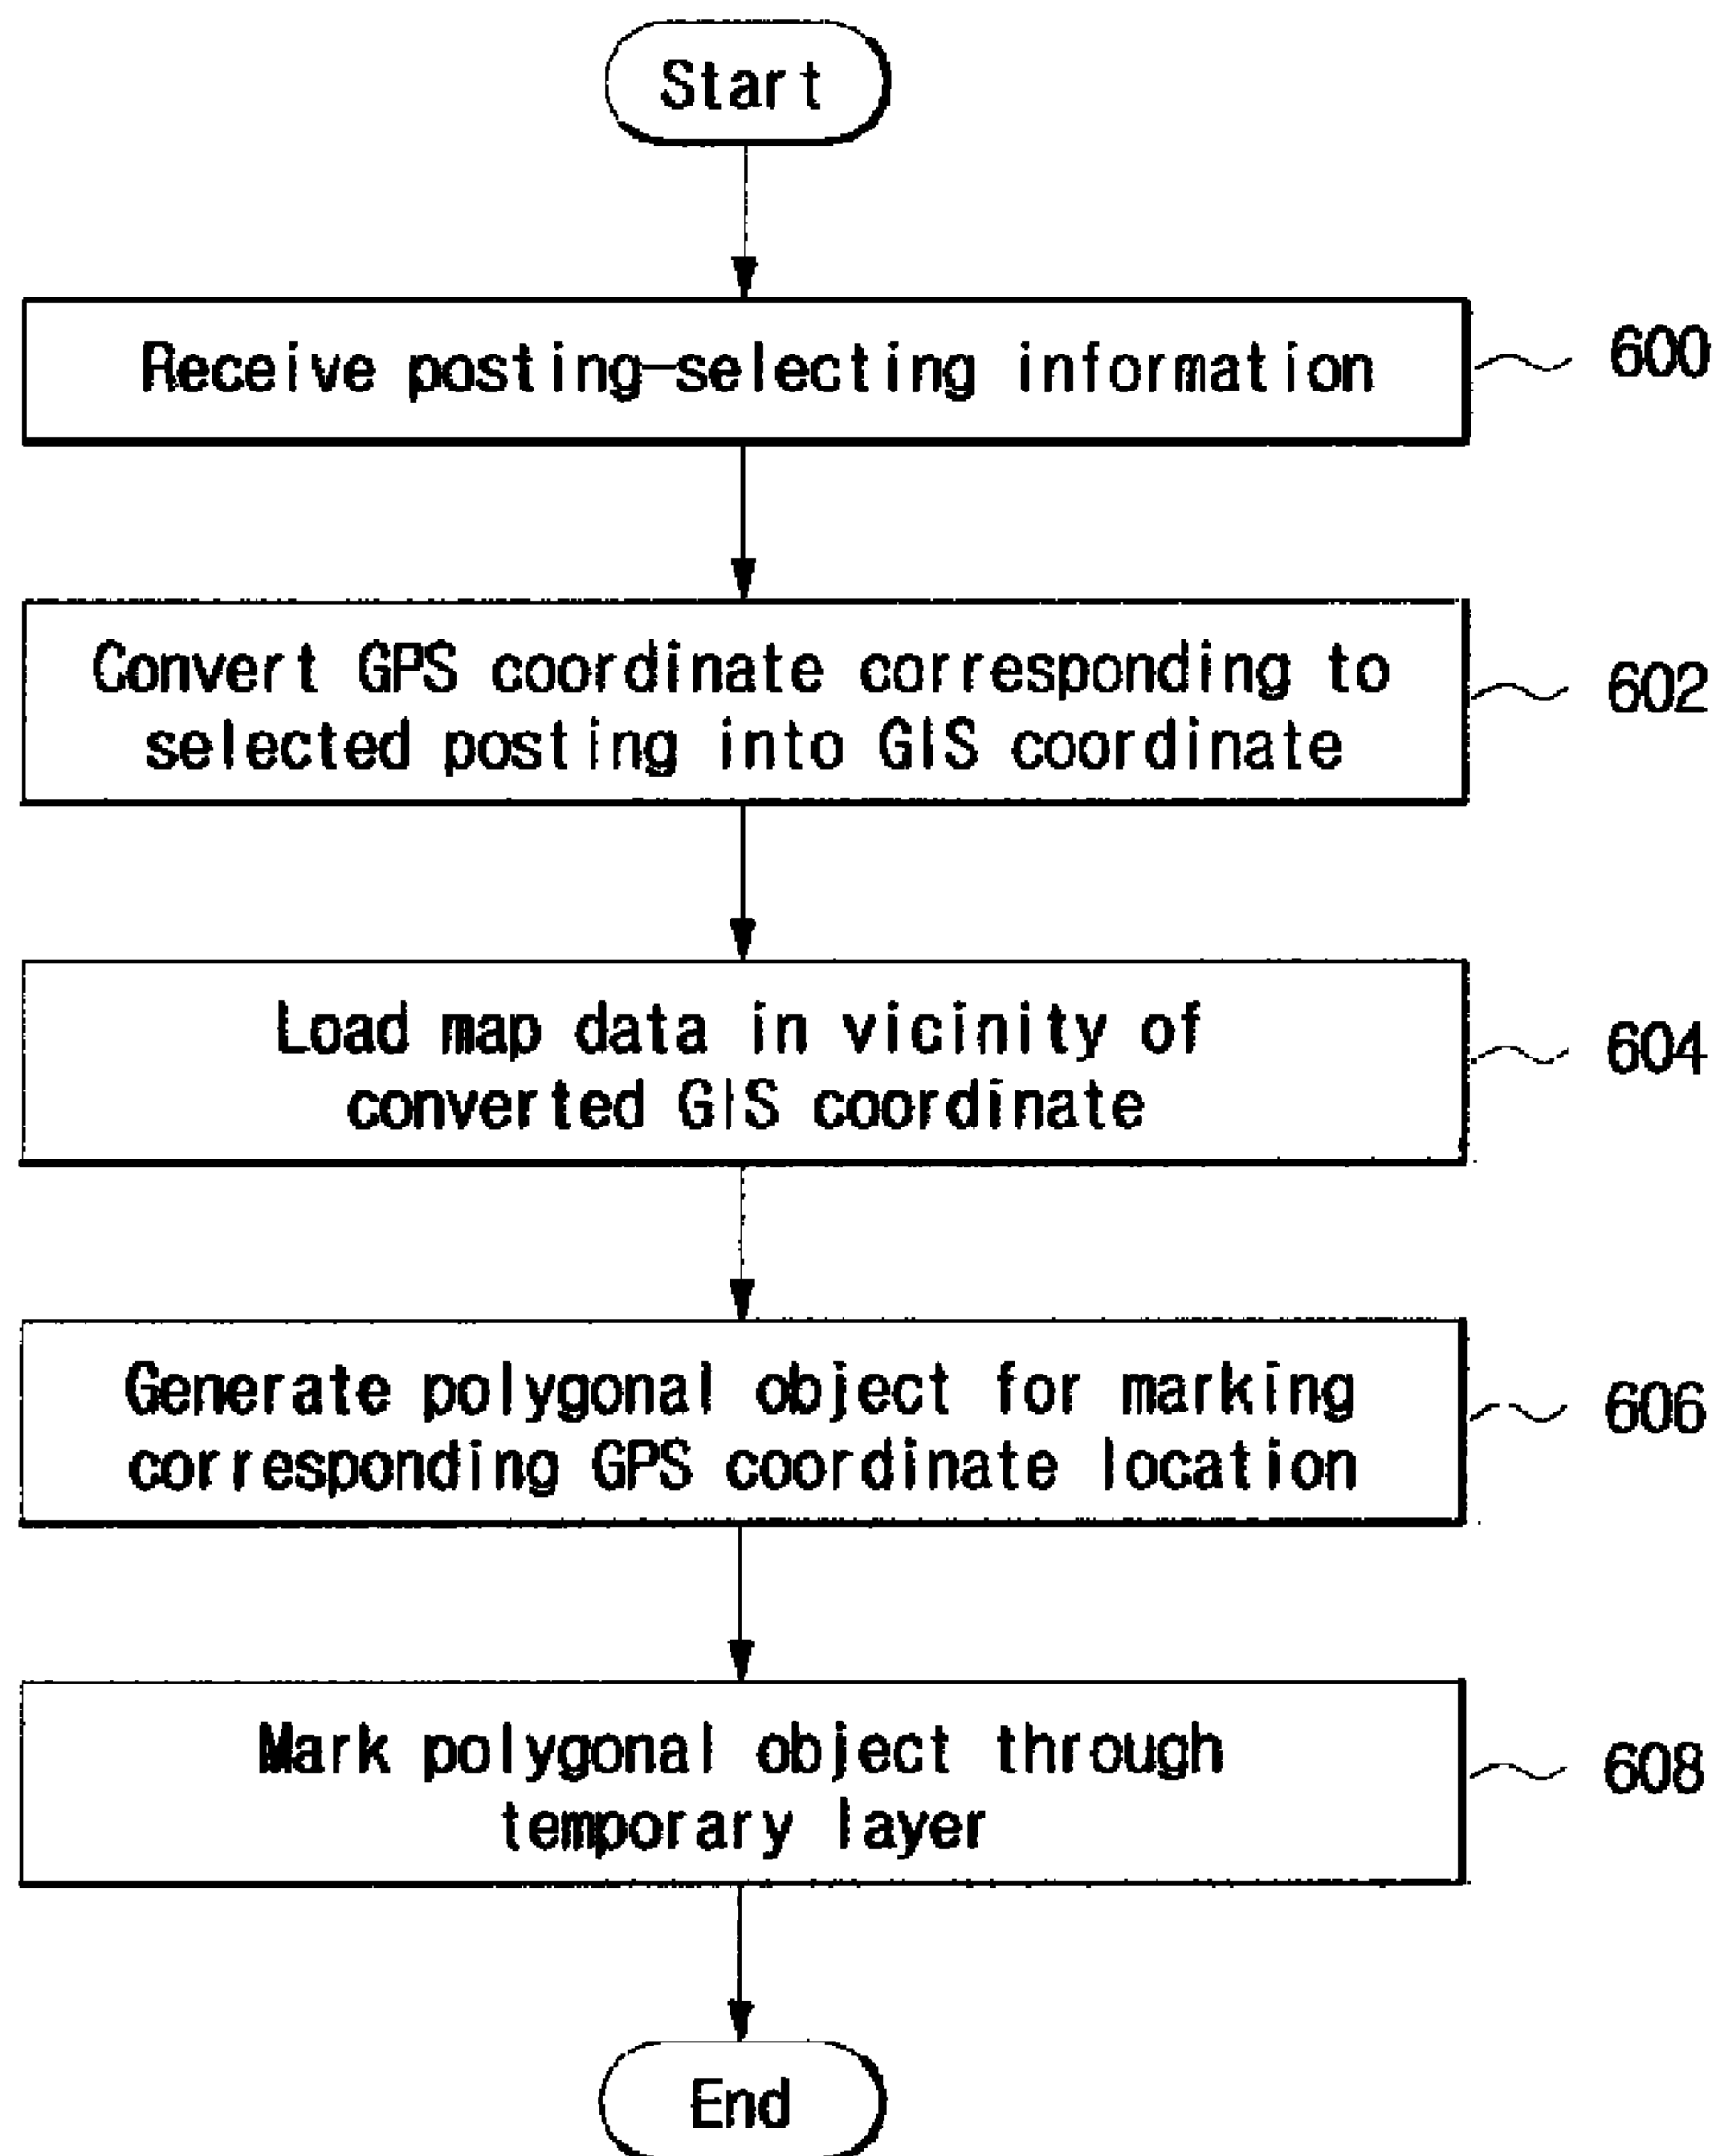 Start
Receive posting-selecting information
600
Convert GPS coordinate corresponding to
selected posting into GIS coordinate
602
Load map data in vicinity of
converted GIS coordinate
604
Generate polygonal object for marking
corresponding GPS coordinate location
606
Mark polygonal object through
temporary layer
608
End